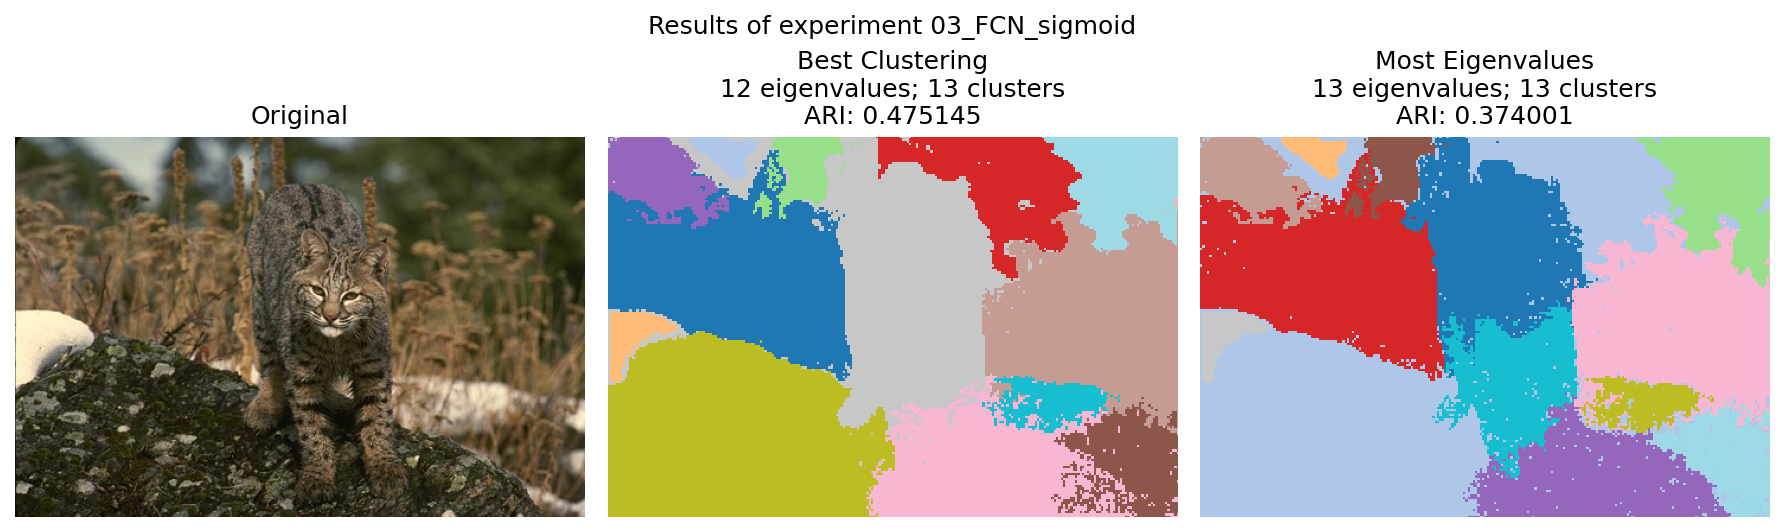 Results of experiment 03_FCN_sigmoid
Original
Best Clustering
12 eigenvalues; 13 clusters
ARI: 0.475145
Most Eigenvalues
13 eigenvalues; 13 clusters
ARI: 0.374001